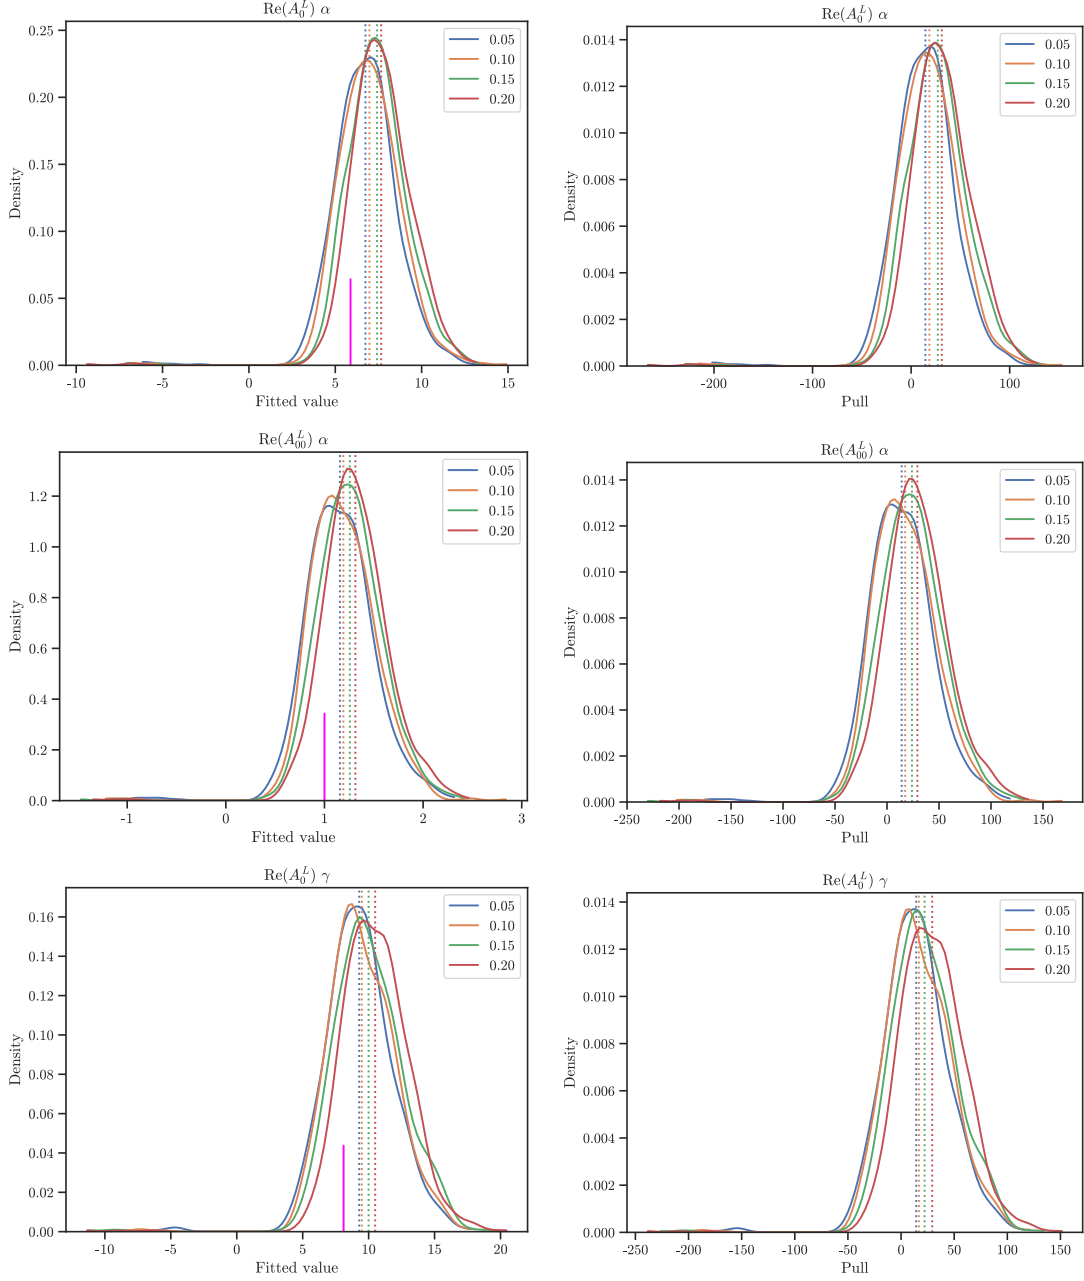 Re(A_0^L) α
Density
0.25
0.20
0.15
0.10
0.05
0.00
-10 -5 0 5 10 15
Fitted value
0.05
0.10
0.15
0.20
Re(A_0^L) α
Density
0.014
0.012
0.010
0.008
0.006
0.004
0.002
0.000
-200 -100 0 100
Pull
0.05
0.10
0.15
0.20
Re(A_{00}^L) α
Density
1.2
1.0
0.8
0.6
0.4
0.2
0.0
-1 0 1 2 3
Fitted value
0.05
0.10
0.15
0.20
Re(A_{00}^L) α
Density
0.014
0.012
0.010
0.008
0.006
0.004
0.002
0.000
-250 -200 -150 -100 -50 0 50 100 150
Pull
0.05
0.10
0.15
0.20
Re(A_0^L) γ
Density
0.16
0.14
0.12
0.10
0.08
0.06
0.04
0.02
0.00
-10 -5 0 5 10 15 20
Fitted value
0.05
0.10
0.15
0.20
Re(A_0^L) γ
Density
0.014
0.012
0.010
0.008
0.006
0.004
0.002
0.000
-250 -200 -150 -100 -50 0 50 100 150
Pull
0.05
0.10
0.15
0.20